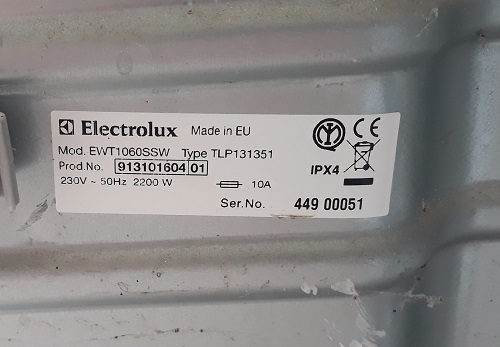 Electrolux Made in EU
Mod. EWT1060SSW Type TLP131351
Prod.No. 913101604 01
230V ~ 50Hz 2200 W 10A
IPX4
Ser.No. 449 00051